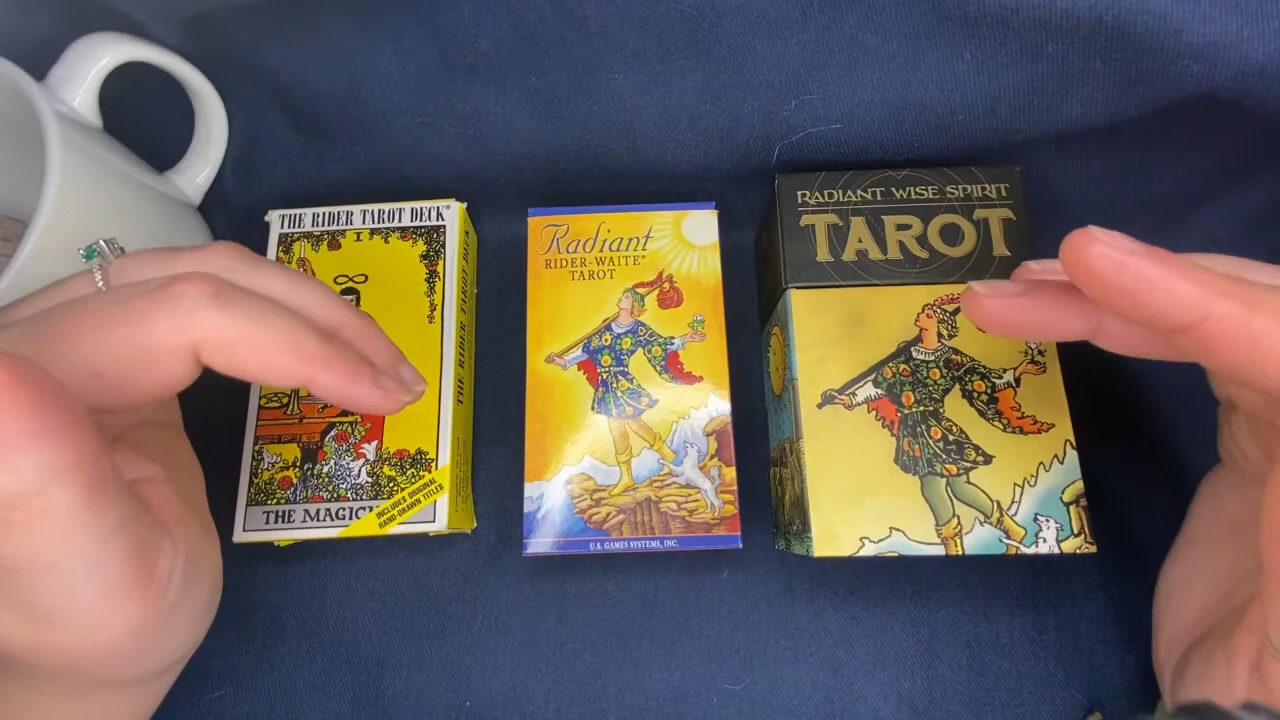 THE RIDER TAROT DECK®
I
THE RIDER TAROT DECK
INCLUDES ORIGINAL
HAND-DRAWN TITLES
THE MAGIC
Radiant
RIDER-WAITE®
TAROT
U.S. GAMES SYSTEMS, INC.
RADIANT WISE SPIRIT
TAROT